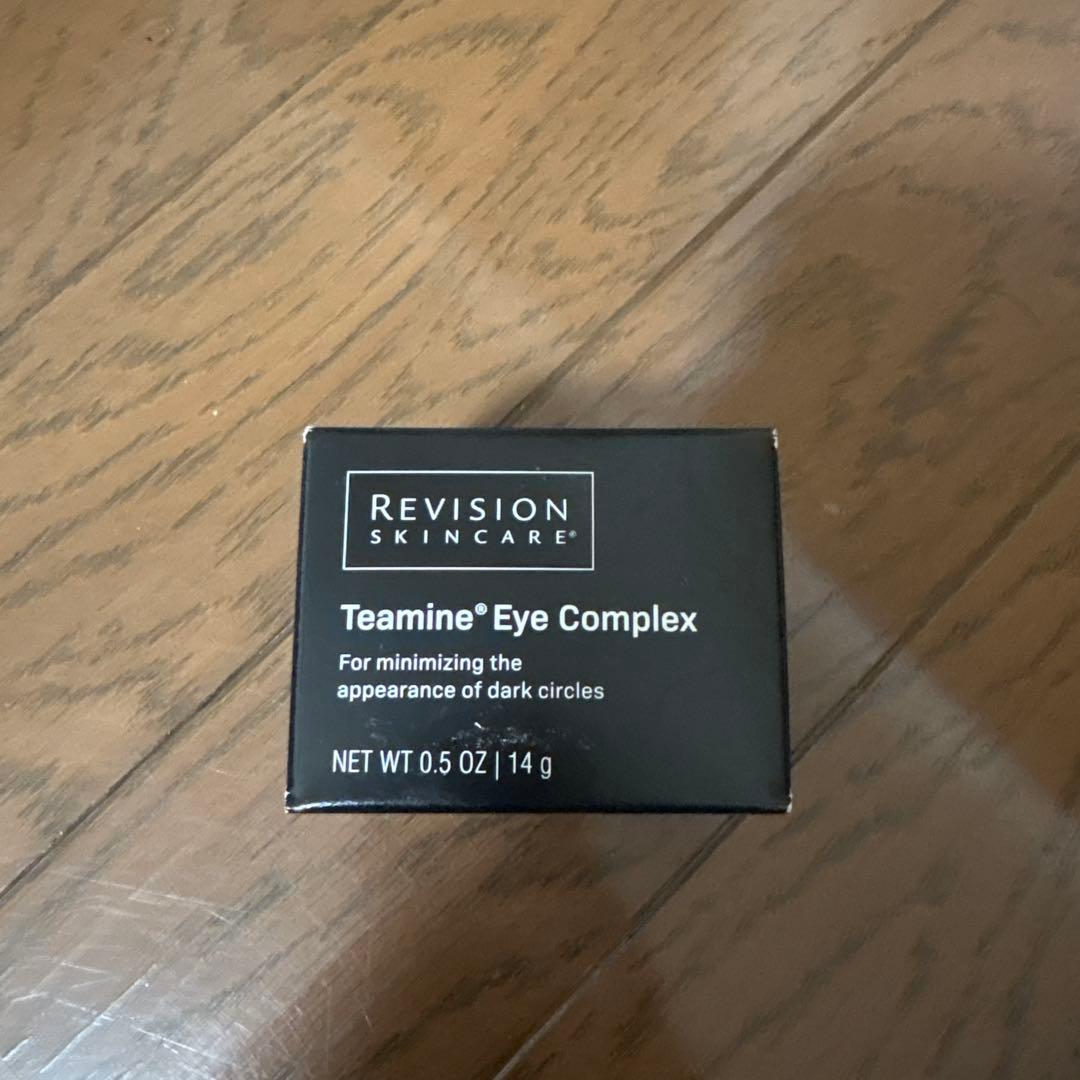 REVISION
SKINCARE®
Teamine® Eye Complex
For minimizing the
appearance of dark circles
NET WT 0.5 OZ | 14 g